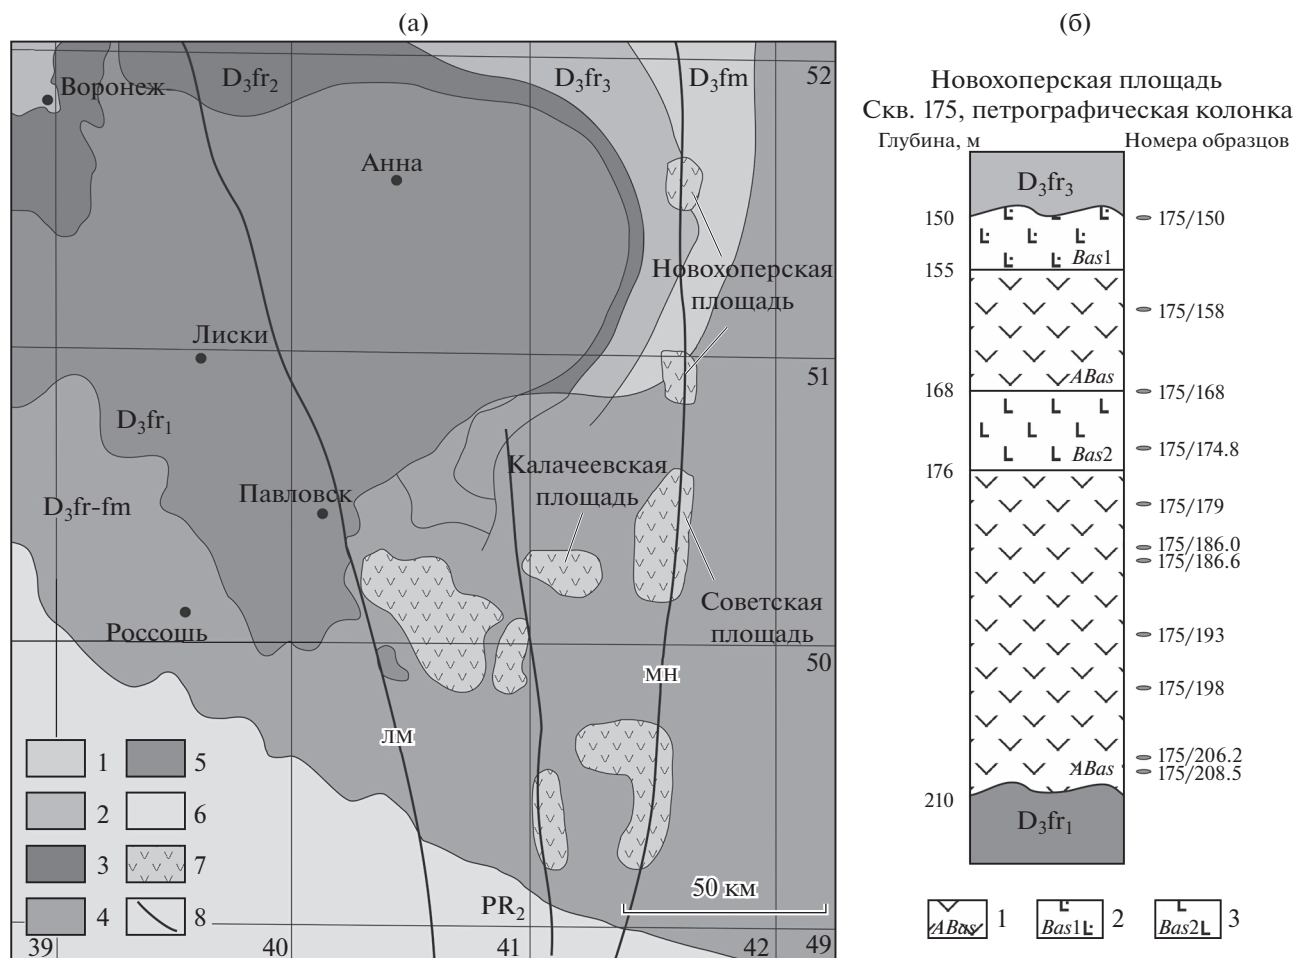 (а)
D3fr2
D3fr3
D3fm
52
Воронеж
Анна
Новохоперская
площадь
Лиски
51
D3fr1
Калачеевская
площадь
Павловск
D3fr-fm
Советская
площадь
Россошь
50
мн
лм
1
5
2
6
3
7
4
8
50 км
PR2
39
40
41
42
49
(б)
Новохоперская площадь
Скв. 175, петрографическая колонка
Глубина, м
Номера образцов
D3fr3
150
175/150
Bas1
155
175/158
ABas
168
175/168
Bas2
175/174.8
176
175/179
175/186.0
175/186.6
175/193
175/198
175/206.2
ABas
175/208.5
210
D3fr1
ABas
1
Bas1
2
Bas2
3